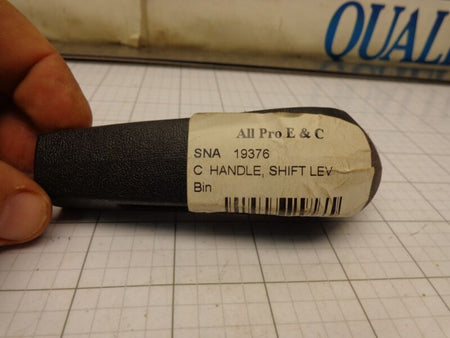 QUAL
All Pro E & C
SNA 19376
C HANDLE, SHIFT LEV
Bin